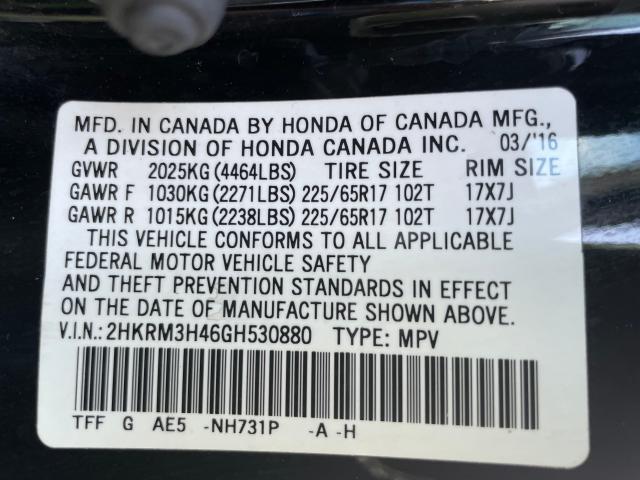 MFD. IN CANADA BY HONDA OF CANADA MFG.,
A DIVISION OF HONDA CANADA INC. 03/'16
GVWR 2025KG (4464LBS) TIRE SIZE RIM SIZE
GAWR F 1030KG (2271LBS) 225/65R17 102T 17X7J
GAWR R 1015KG (2238LBS) 225/65R17 102T 17X7J
THIS VEHICLE CONFORMS TO ALL APPLICABLE
FEDERAL MOTOR VEHICLE SAFETY
AND THEFT PREVENTION STANDARDS IN EFFECT
ON THE DATE OF MANUFACTURE SHOWN ABOVE.
V.I.N.: 2HKRM3H46GH530880 TYPE: MPV
TFF G AE5 -NH731P -A -H